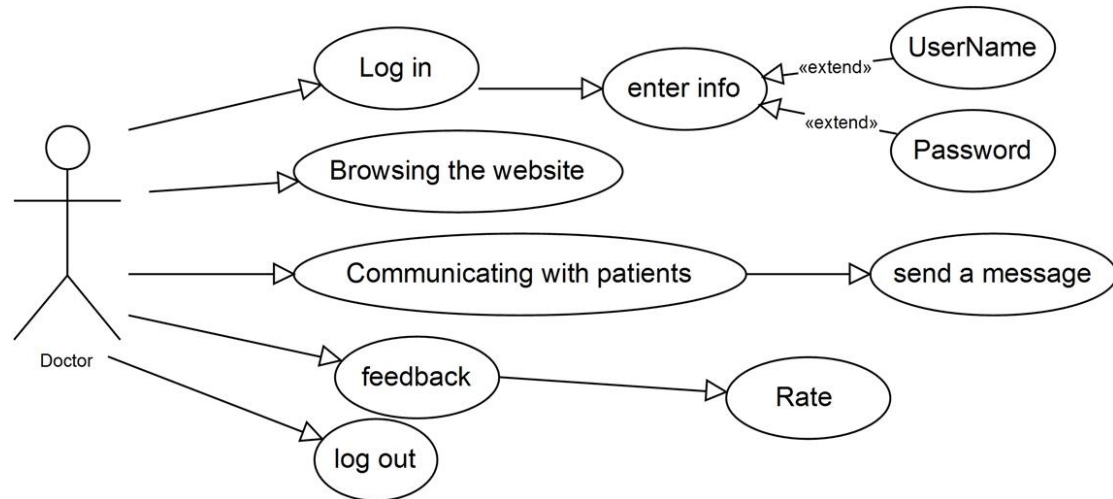 UserName
Log in
«extend»
enter info
«extend»
Password
Browsing the website
Communicating with patients
send a message
Doctor
feedback
Rate
log out